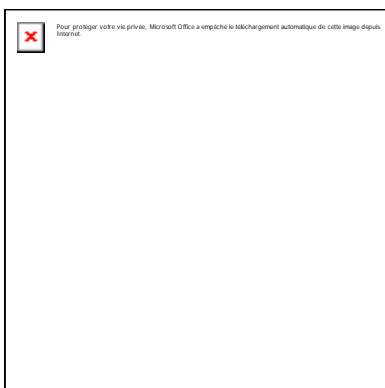 Pour protéger votre vie privée, Microsoft Office a empêché le téléchargement automatique de cette image depuis
Internet.